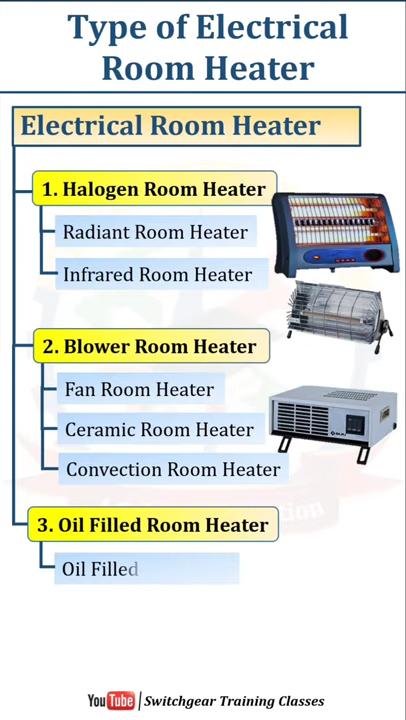 Type of Electrical
Room Heater
Electrical Room Heater
1. Halogen Room Heater
Radiant Room Heater
Infrared Room Heater
2. Blower Room Heater
Fan Room Heater
Ceramic Room Heater
Convection Room Heater
3. Oil Filled Room Heater
Oil Filled
YouTube | Switchgear Training Classes